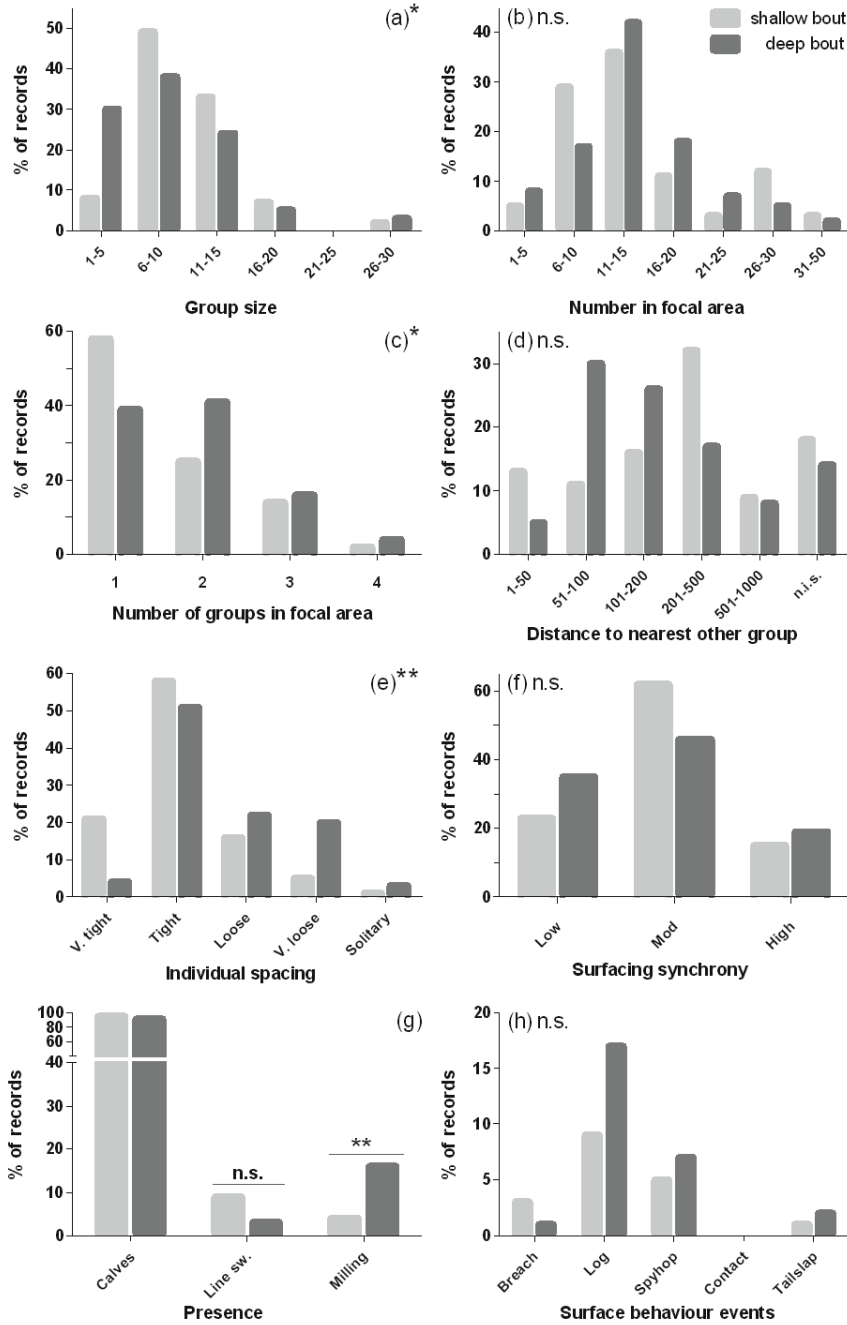 (a)*
50
40
30
20
10
0
% of records
1-5
6-10
11-15
16-20
21-25
26-30
Group size
(b) n.s.
shallow bout
deep bout
40
30
20
10
0
% of records
1-5
6-10
11-15
16-20
21-25
26-30
31-50
Number in focal area
(c)*
60
40
20
0
% of records
1
2
3
4
Number of groups in focal area
(d) n.s.
30
20
10
0
% of records
1-50
51-100
101-200
201-500
501-1000
n.i.s.
Distance to nearest other group
(e)**
60
50
40
30
20
10
0
% of records
V. tight
Tight
Loose
V. loose
Solitary
Individual spacing
(f) n.s.
60
40
20
0
% of records
Low
Mod
High
Surfacing synchrony
(g)
100
80
60
40
30
20
10
0
% of records
n.s.
**
Calves
Line sw.
Milling
Presence
(h) n.s.
20
15
10
5
0
% of records
Breach
Log
Spyhop
Contact
Tailslap
Surface behaviour events